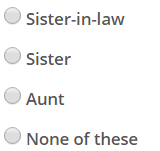 Sister-in-law
Sister
Aunt
None of these